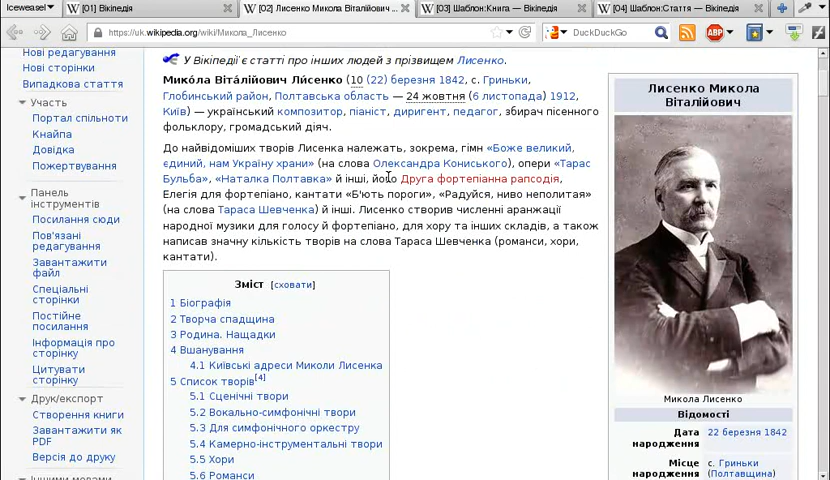 Iceweasel
[01] Вікіпедія
[02] Лисенко Микола Віталійович ...
[03] Шаблон:Книга — Вікіпедія
[04] Шаблон:Стаття — Вікіпедія
https://uk.wikipedia.org/wiki/Микола_Лисенко
DuckDuckGo
ABP
Нові редагування
Нові сторінки
Випадкова стаття
Участь
Портал спільноти
Кнайпа
Довідка
Пожертвування
Панель
інструментів
Посилання сюди
Пов'язані
редагування
Завантажити
файл
Спеціальні
сторінки
Постійне
посилання
Інформація про
сторінку
Цитувати
сторінку
Друк/експорт
Створення книги
Завантажити як
PDF
Версія до друку
Іншими мовами
У Вікіпедії є статті про інших людей з прізвищем Лисенко.
Мико́ла Віта́лійович Ли́сенко (10 (22) березня 1842, с. Гриньки,
Глобинський район, Полтавська область — 24 жовтня (6 листопада) 1912,
Київ) — український композитор, піаніст, диригент, педагог, збирач пісенного
фольклору, громадський діяч.
До найвідоміших творів Лисенка належать, зокрема, гімн «Боже великий,
єдиний, нам Україну храни» (на слова Олександра Кониського), опери «Тарас
Бульба», «Наталка Полтавка» й інші, його Друга фортепіанна рапсодія,
Елегія для фортепіано, кантати «Б'ють пороги», «Радуйся, ниво неполитая»
(на слова Тараса Шевченка) й інші. Лисенко створив численні аранжації
народної музики для голосу й фортепіано, для хору та інших складів, а також
написав значну кількість творів на слова Тараса Шевченка (романси, хори,
кантати).
Зміст [сховати]
1 Біографія
2 Творча спадщина
3 Родина. Нащадки
4 Вшанування
4.1 Київські адреси Миколи Лисенка
5 Список творів[4]
5.1 Сценічні твори
5.2 Вокально-симфонічні твори
5.3 Для симфонічного оркестру
5.4 Камерно-інструментальні твори
5.5 Хори
5.6 Романси
Лисенко Микола
Віталійович
Микола Лисенко
Відомості
Дата
народження
22 березня 1842
Місце
народження
с. Гриньки
(Полтавщина)